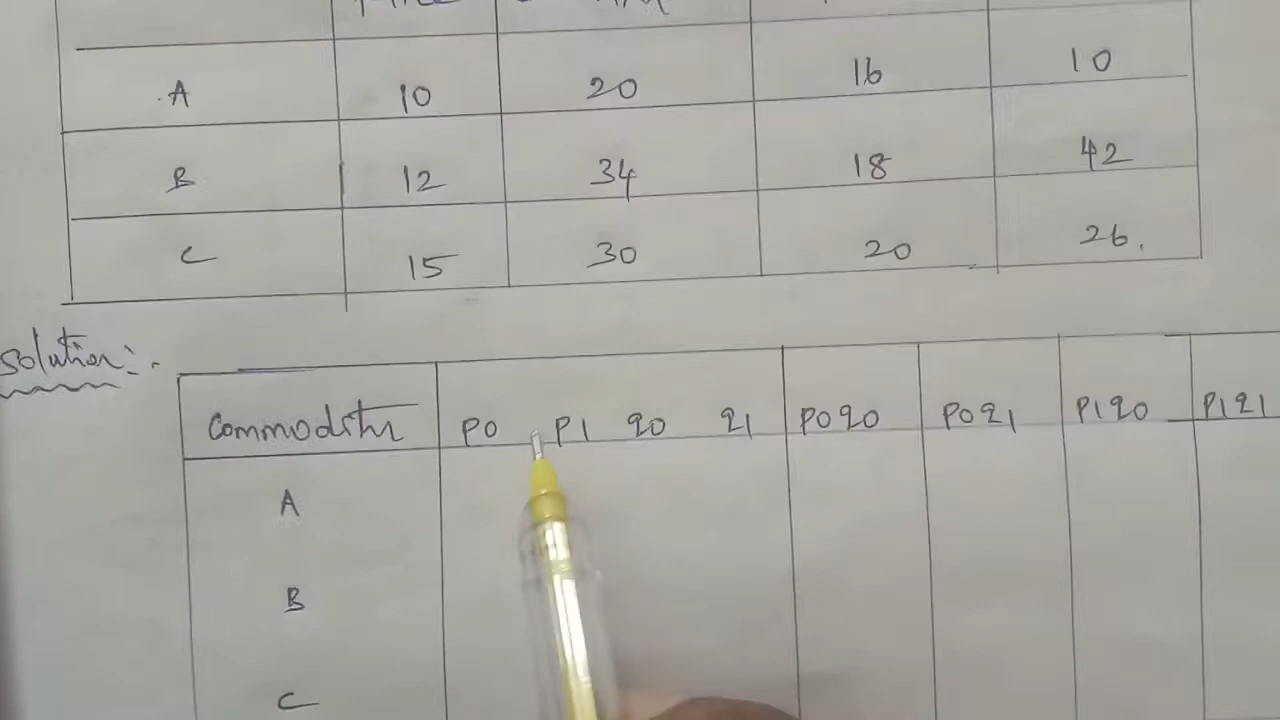 A 10 20 16 10
B 12 34 18 42
C 15 30 20 26.
Solution:-
Commodity P0 P1 q0 q1 P0q0 P0q1 P1q0 P1q1
A
B
C